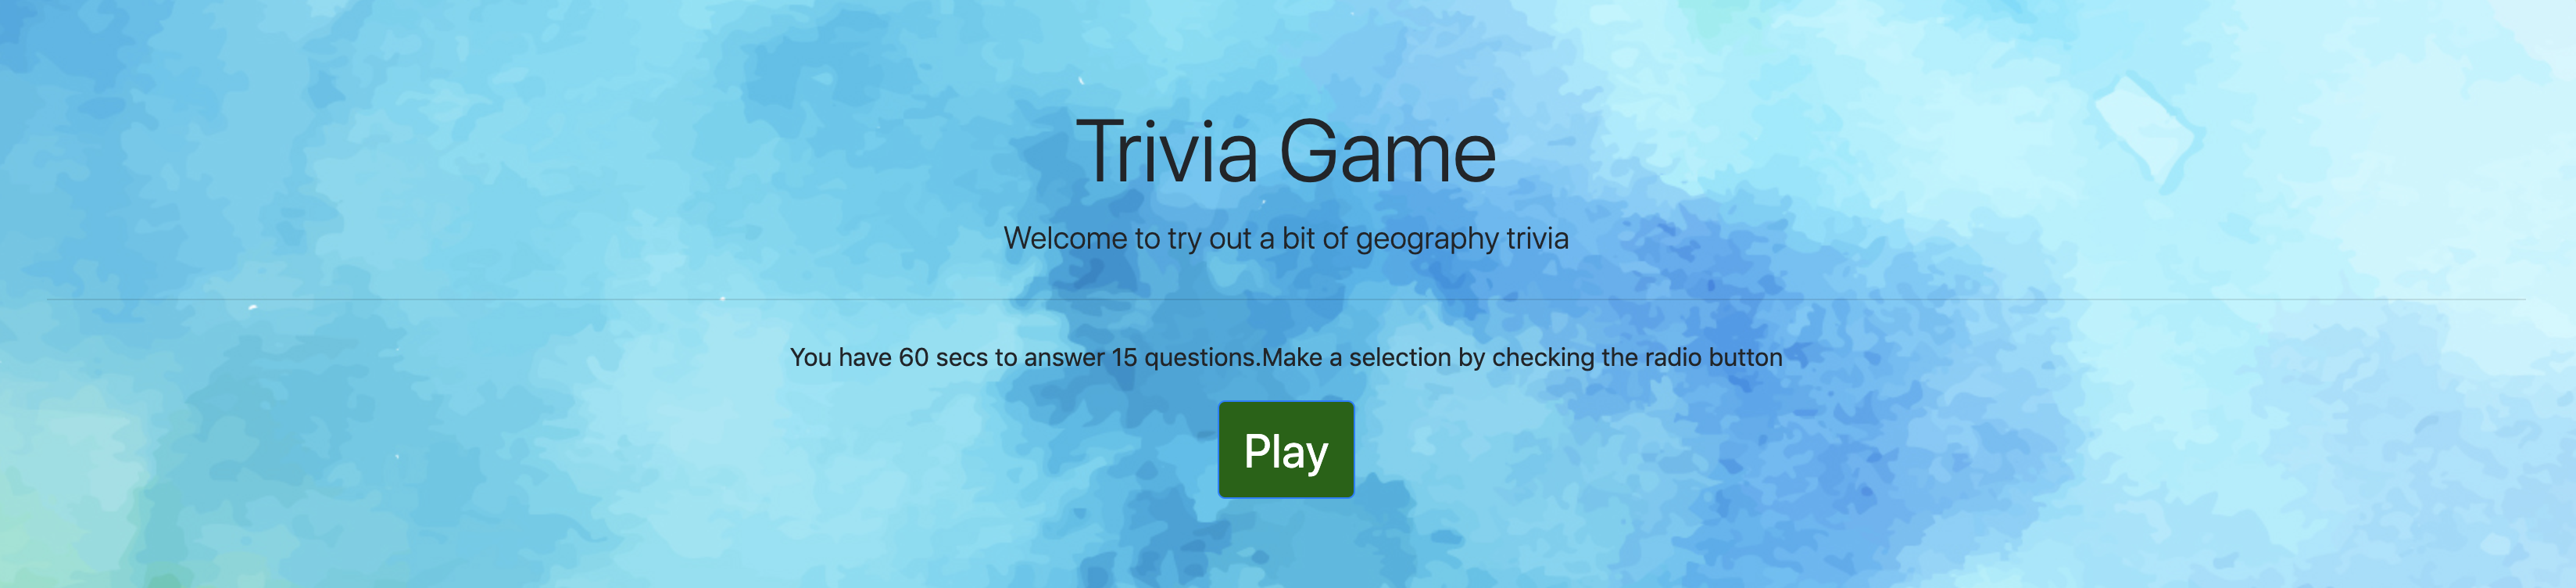 Trivia Game
Welcome to try out a bit of geography trivia
You have 60 secs to answer 15 questions.Make a selection by checking the radio button
Play